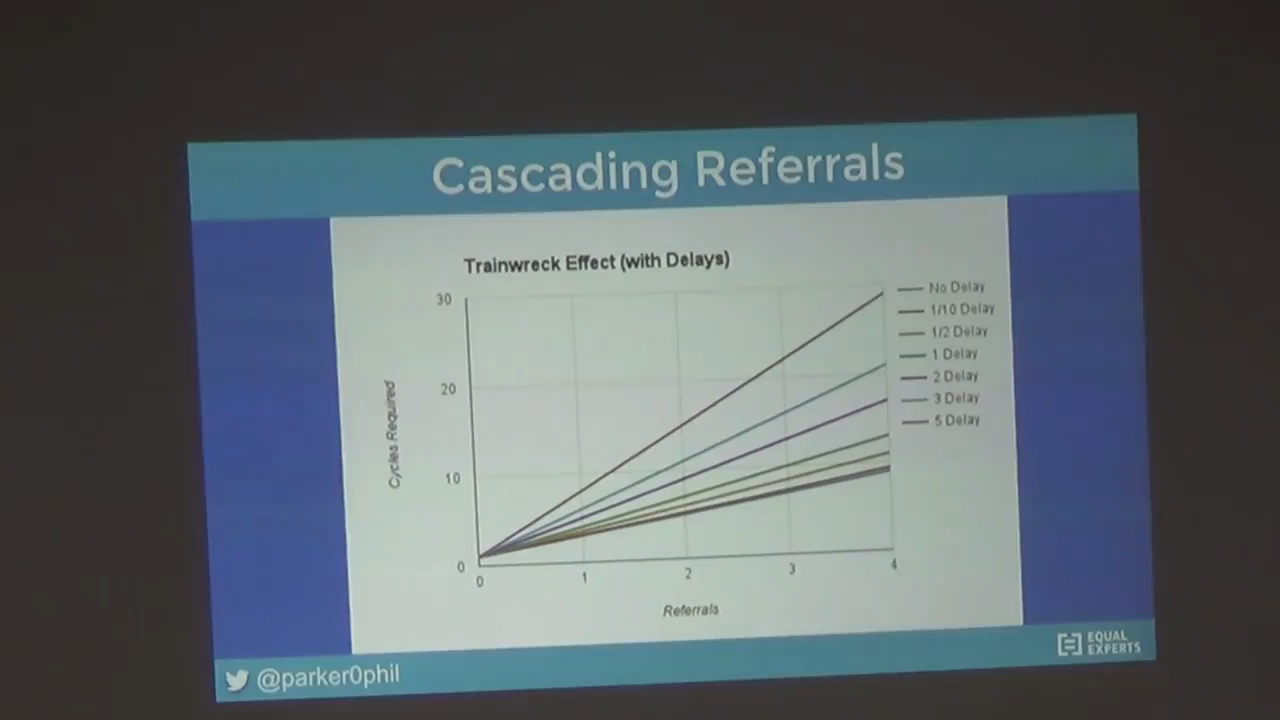 Cascading Referrals
Trainwreck Effect (with Delays)
30
20
10
0
Cycles Required
0 1 2 3 4
Referrals
No Delay
1/10 Delay
1/2 Delay
1 Delay
2 Delay
3 Delay
5 Delay
@parker0phil
EQUAL
EXPERTS